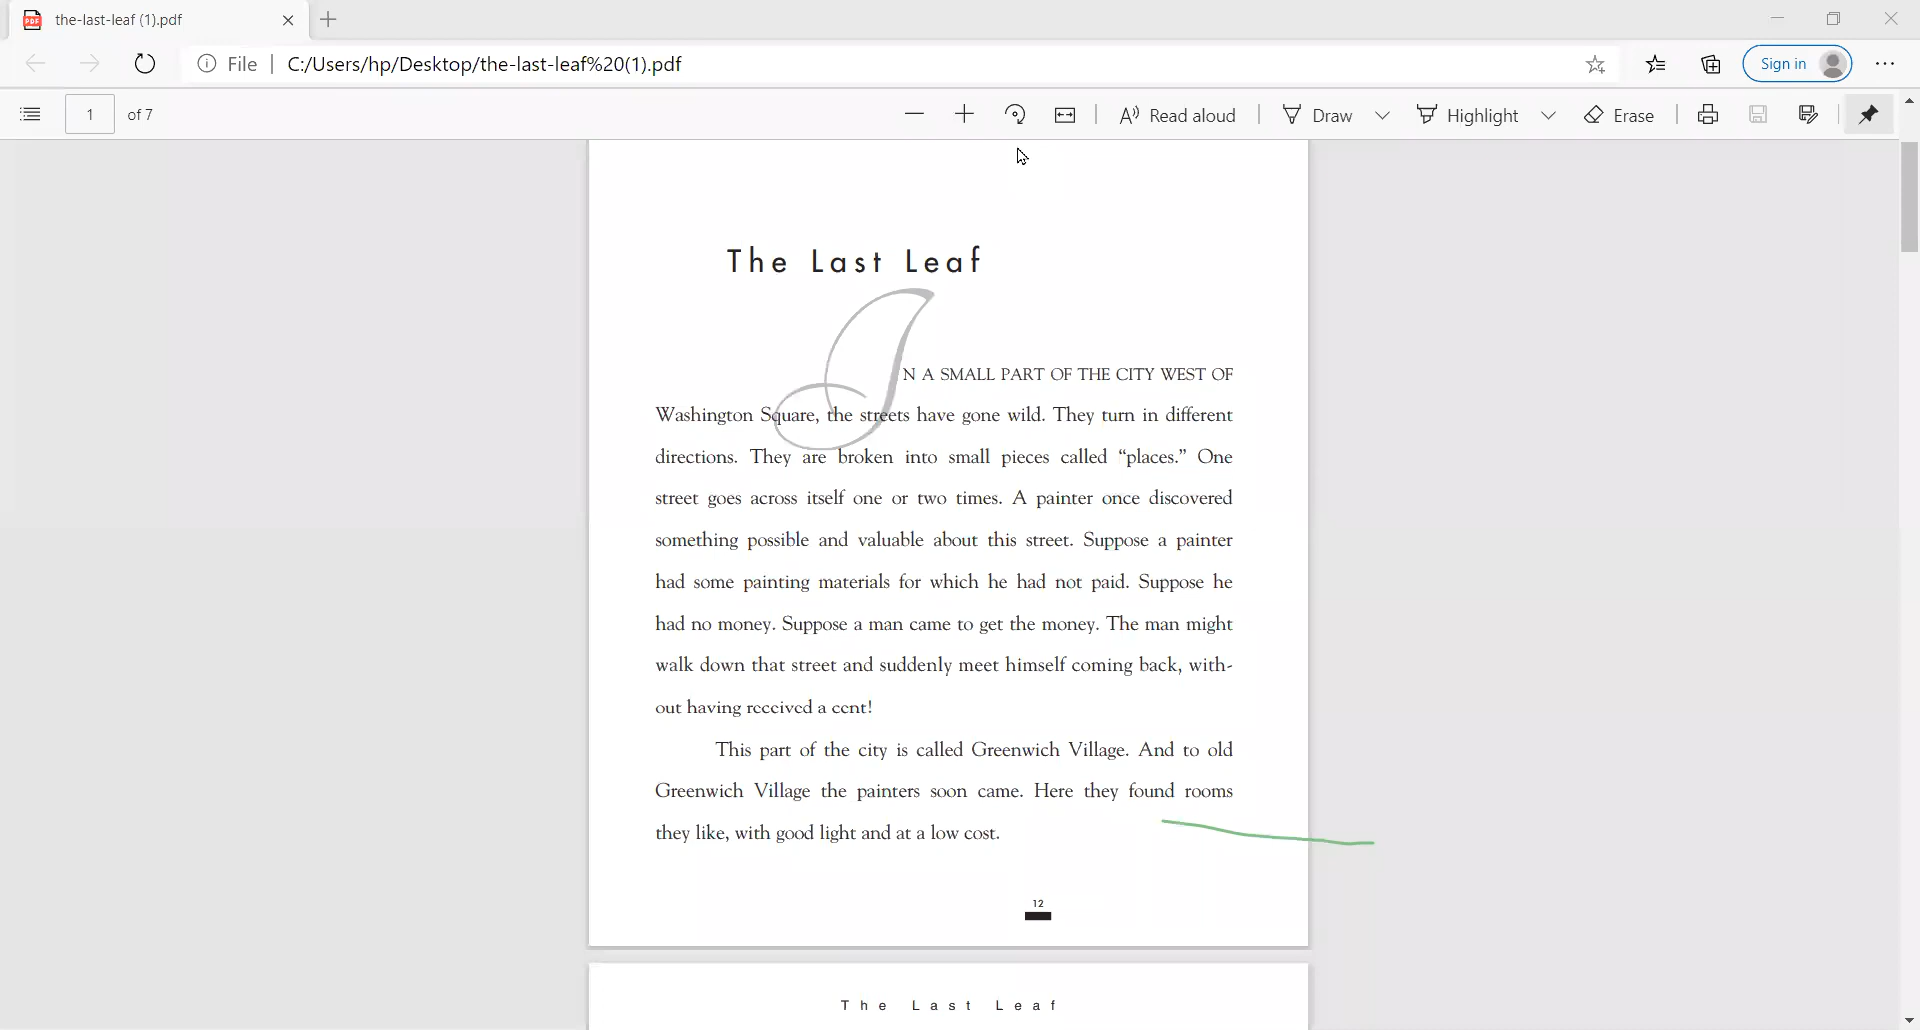 the-last-leaf (1).pdf
File | C:/Users/hp/Desktop/the-last-leaf%20(1).pdf
Sign in
1 of 7
Read aloud
Draw
Highlight
Erase
The Last Leaf
IN A SMALL PART OF THE CITY WEST OF
Washington Square, the streets have gone wild. They turn in different
directions. They are broken into small pieces called “places.” One
street goes across itself one or two times. A painter once discovered
something possible and valuable about this street. Suppose a painter
had some painting materials for which he had not paid. Suppose he
had no money. Suppose a man came to get the money. The man might
walk down that street and suddenly meet himself coming back, with-
out having received a cent!
This part of the city is called Greenwich Village. And to old
Greenwich Village the painters soon came. Here they found rooms
they like, with good light and at a low cost.
12
The Last Leaf